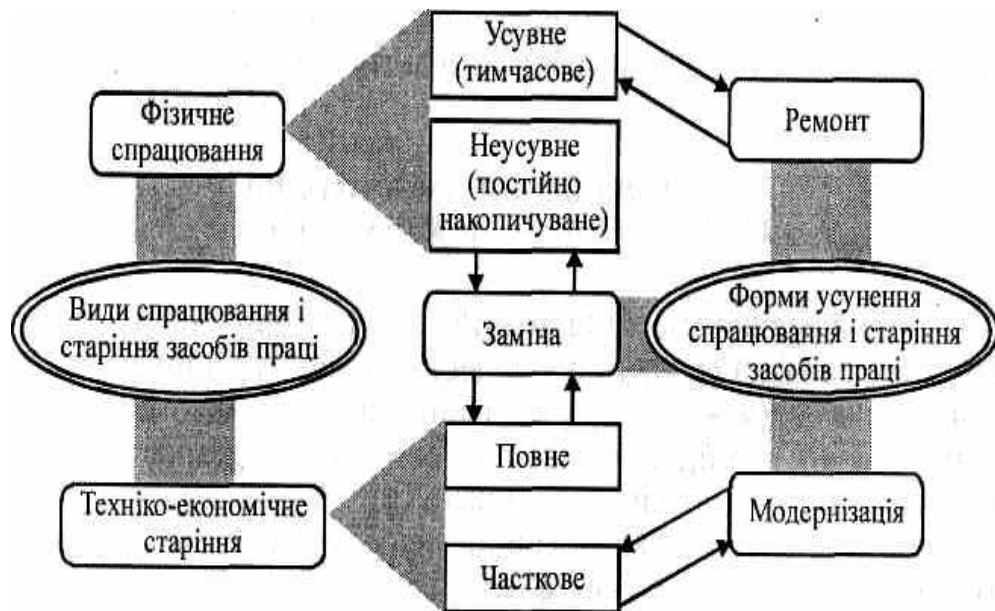 Усувне
(тимчасове)
Фізичне
спрацювання
Ремонт
Неусувне
(постійно
накопичуване)
Види спрацювання і
старіння засобів праці
Заміна
Форми усунення
спрацювання і старіння
засобів праці
Повне
Техніко-економічне
старіння
Модернізація
Часткове